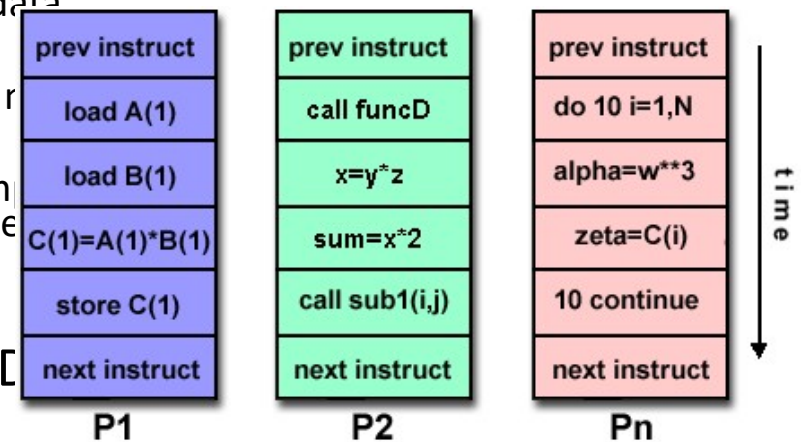 data
prev instruct
load A(1)
load B(1)
C(1)=A(1)*B(1)
store C(1)
next instruct
P1
prev instruct
call funcD
x=y*z
sum=x*2
call sub1(i,j)
next instruct
P2
prev instruct
do 10 i=1,N
alpha=w**3
zeta=C(i)
10 continue
next instruct
Pn
time